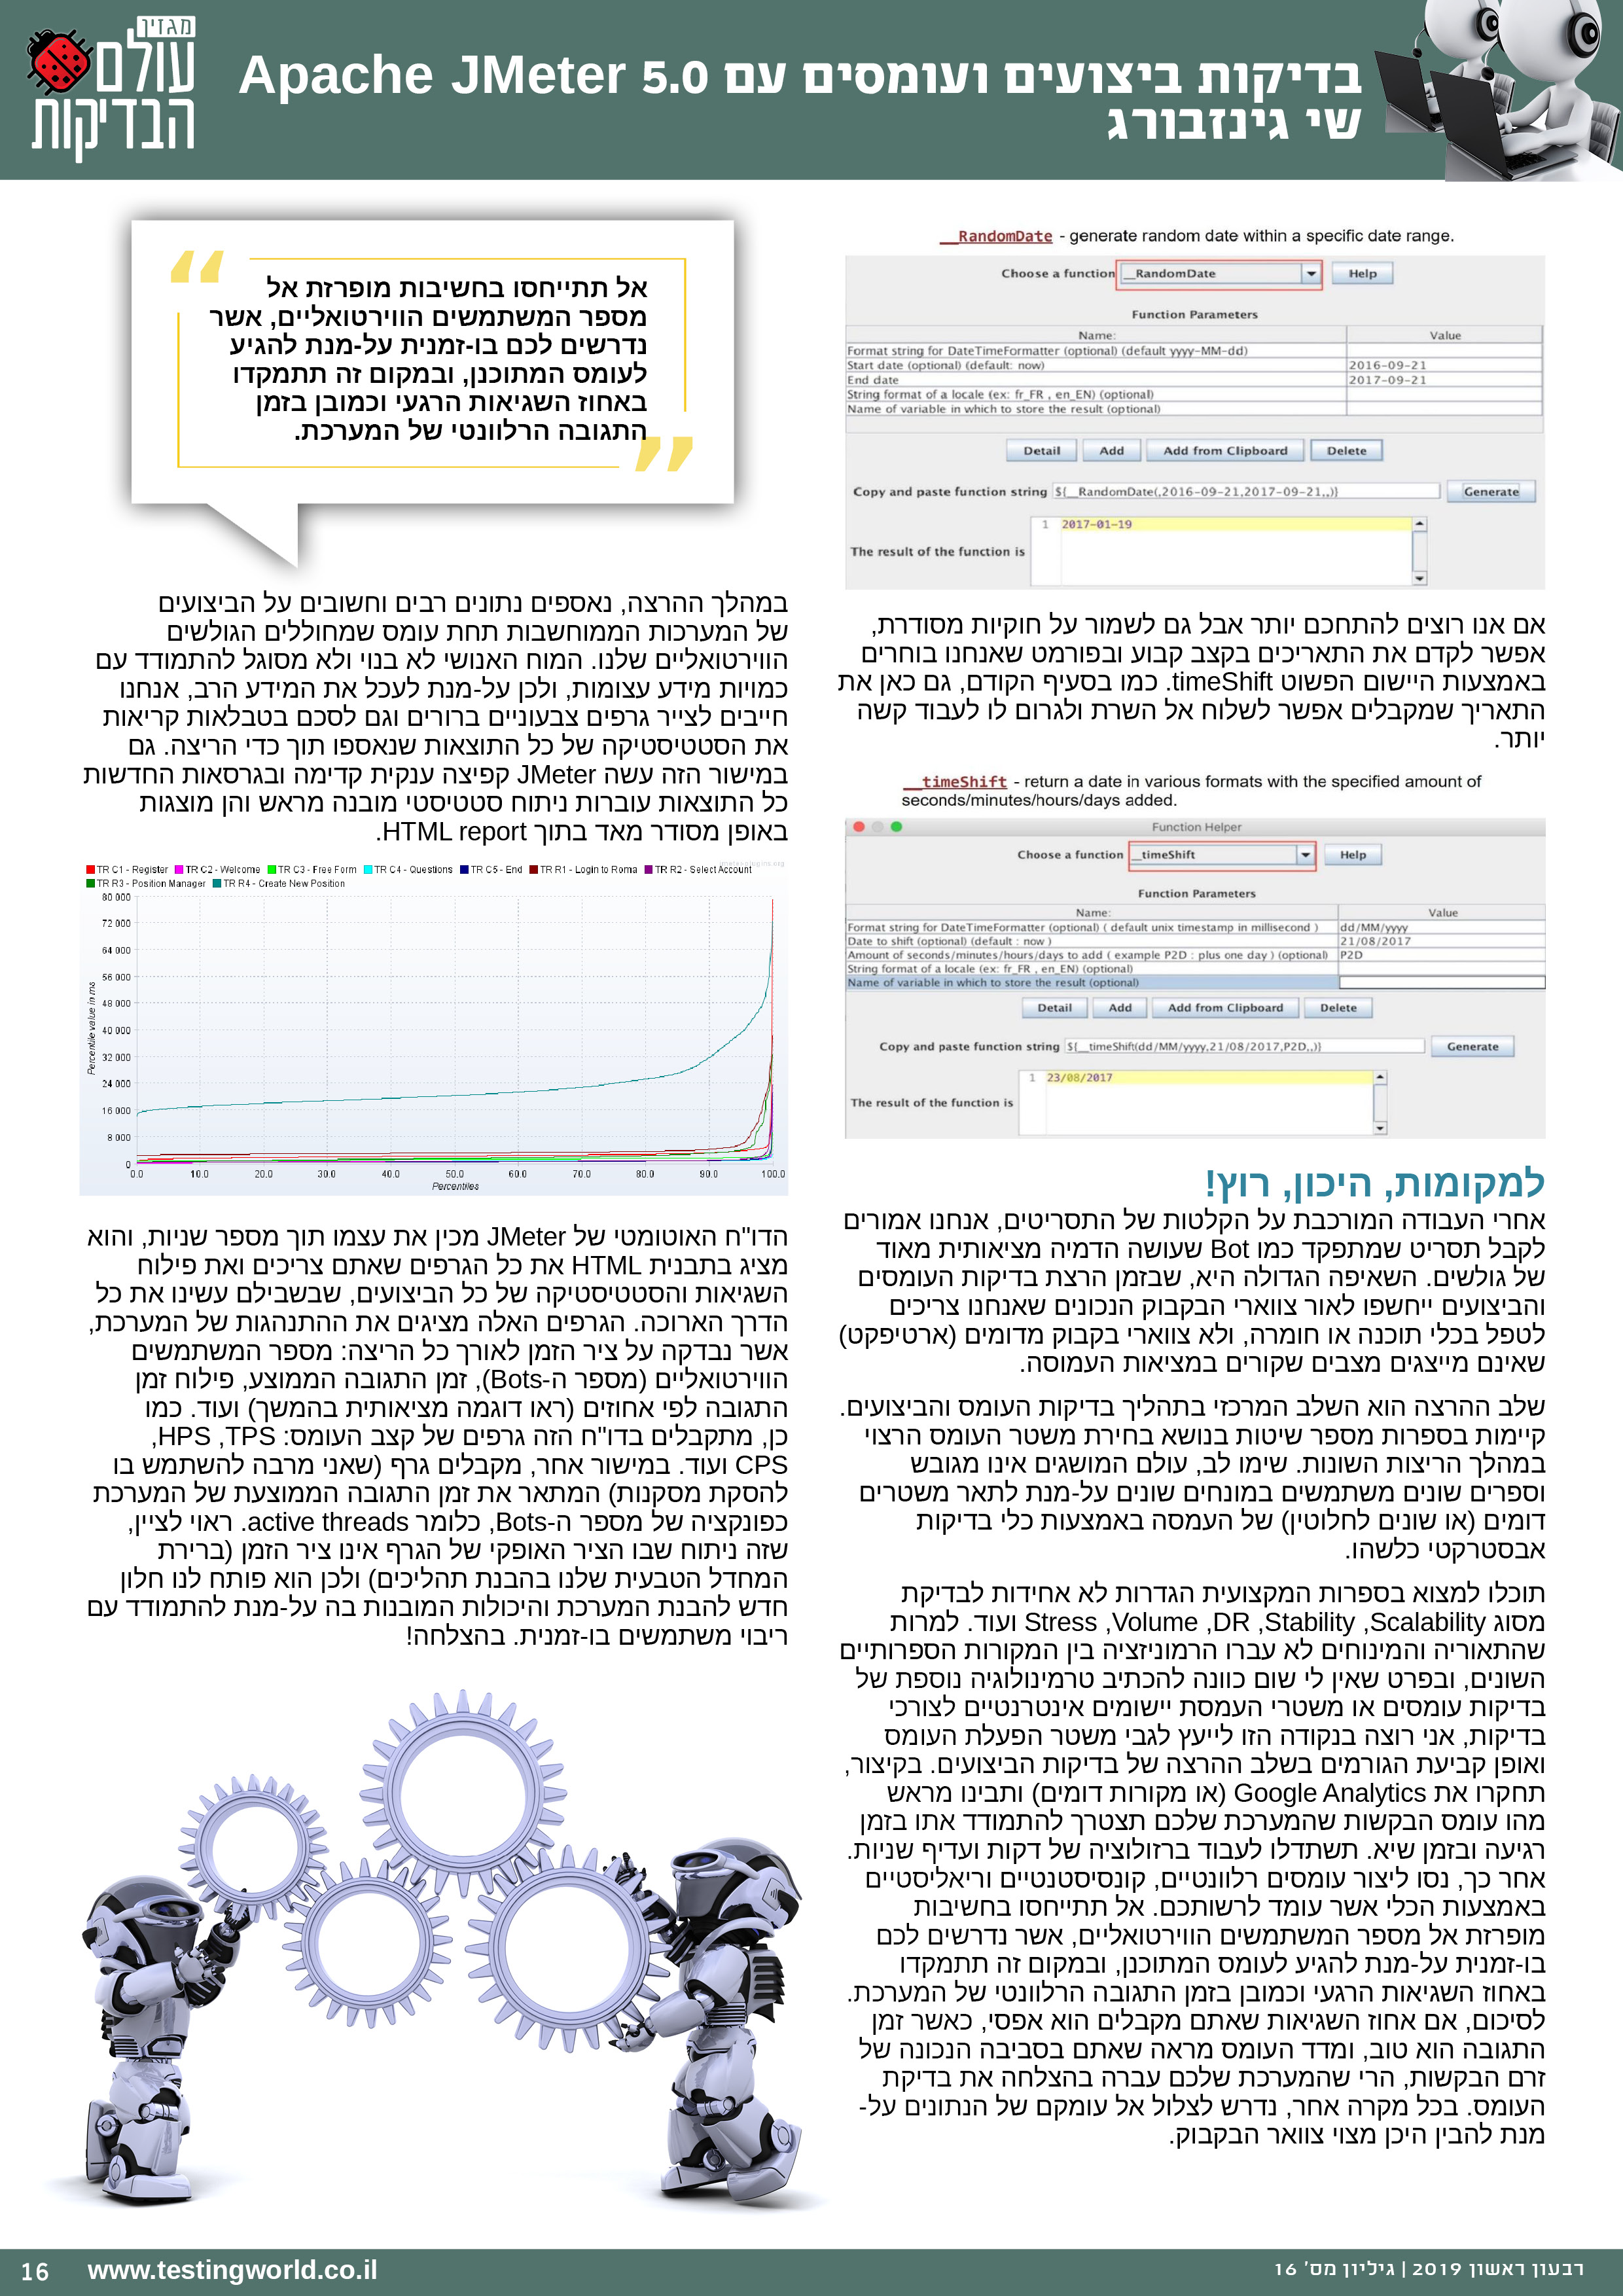 מגזין
עולם
הבדיקות
בדיקות ביצועים ועומסים עם Apache JMeter 5.0
שי גינזבורג
__RandomDate - generate random date within a specific date range.
Choose a function __RandomDate Help
Function Parameters
Name: Value
Format string for DateTimeFormatter (optional) (default yyyy-MM-dd)
Start date (optional) (default: now) 2016-09-21
End date 2017-09-21
String format of a locale (ex: fr_FR , en_EN) (optional)
Name of variable in which to store the result (optional)
Detail Add Add from Clipboard Delete
Copy and paste function string ${__RandomDate(,2016-09-21,2017-09-21,,)} Generate
1 2017-01-19
The result of the function is
אם אנו רוצים להתחכם יותר אבל גם לשמור על חוקיות מסודרת,
אפשר לקדם את התאריכים בקצב קבוע ובפורמט שאנחנו בוחרים
באמצעות היישום הפשוט timeShift. כמו בסעיף הקודם, גם כאן את
התאריך שמקבלים אפשר לשלוח אל השרת ולגרום לו לעבוד קשה
יותר.
__timeShift - return a date in various formats with the specified amount of
seconds/minutes/hours/days added.
Function Helper
Choose a function __timeShift Help
Function Parameters
Name: Value
Format string for DateTimeFormatter (optional) ( default unix timestamp in millisecond ) dd/MM/yyyy
Date to shift (optional) (default : now ) 21/08/2017
Amount of seconds/minutes/hours/days to add ( example P2D : plus one day ) (optional) P2D
String format of a locale (ex: fr_FR , en_EN) (optional)
Name of variable in which to store the result (optional)
Detail Add Add from Clipboard Delete
Copy and paste function string ${__timeShift(dd/MM/yyyy,21/08/2017,P2D,,)} Generate
1 23/08/2017
The result of the function is
למקומות, היכון, רוץ!
אחרי העבודה המורכבת על הקלטות של התסריטים, אנחנו אמורים
לקבל תסריט שמתפקד כמו Bot שעושה הדמיה מציאותית מאוד
של גולשים. השאיפה הגדולה היא, שבזמן הרצת בדיקות העומסים
והביצועים ייחשפו לאור צווארי הבקבוק הנכונים שאנחנו צריכים
לטפל בכלי תוכנה או חומרה, ולא צווארי בקבוק מדומים (ארטיפקט)
שאינם מייצגים מצבים שקורים במציאות העמוסה.
שלב ההרצה הוא השלב המרכזי בתהליך בדיקות העומס והביצועים.
קיימות בספרות מספר שיטות בנושא בחירת משטר העומס הרצוי
במהלך הריצות השונות. שימו לב, עולם המושגים אינו מגובש
וספרים שונים משתמשים במונחים שונים על-מנת לתאר משטרים
דומים (או שונים לחלוטין) של העמסה באמצעות כלי בדיקות
אבסטרקטי כלשהו.
תוכלו למצוא בספרות המקצועית הגדרות לא אחידות לבדיקת
מסוג Stress ,Volume ,DR ,Stability ,Scalability ועוד. למרות
שהתאוריה והמינוחים לא עברו הרמוניזציה בין המקורות הספרותיים
השונים, ובפרט שאין לי שום כוונה להכתיב טרמינולוגיה נוספת של
בדיקות עומסים או משטרי העמסת יישומים אינטרנטיים לצורכי
בדיקות, אני רוצה בנקודה הזו לייעץ לגבי משטר הפעלת העומס
ואופן קביעת הגורמים בשלב ההרצה של בדיקות הביצועים. בקיצור,
תחקרו את Google Analytics (או מקורות דומים) ותבינו מראש
מהו עומס הבקשות שהמערכת שלכם תצטרך להתמודד אתו בזמן
רגיעה ובזמן שיא. תשתדלו לעבוד ברזולוציה של דקות ועדיף שניות.
אחר כך, נסו ליצור עומסים רלוונטיים, קונסיסטנטיים וריאליסטיים
באמצעות הכלי אשר עומד לרשותכם. אל תתייחסו בחשיבות
מופרזת אל מספר המשתמשים הווירטואליים, אשר נדרשים לכם
בו-זמנית על-מנת להגיע לעומס המתוכנן, ובמקום זה תתמקדו
באחוז השגיאות הרגעי וכמובן בזמן התגובה הרלוונטי של המערכת.
לסיכום, אם אחוז השגיאות שאתם מקבלים הוא אפסי, כאשר זמן
התגובה הוא טוב, ומדד העומס מראה שאתם בסביבה הנכונה של
זרם הבקשות, הרי שהמערכת שלכם עברה בהצלחה את בדיקת
העומס. בכל מקרה אחר, נדרש לצלול אל עומקם של הנתונים על-
מנת להבין היכן מצוי צוואר הבקבוק.
“
אל תתייחסו בחשיבות מופרזת אל
מספר המשתמשים הווירטואליים, אשר
נדרשים לכם בו-זמנית על-מנת להגיע
לעומס המתוכנן, ובמקום זה תתמקדו
באחוז השגיאות הרגעי וכמובן בזמן
התגובה הרלוונטי של המערכת.
”
במהלך ההרצה, נאספים נתונים רבים וחשובים על הביצועים
של המערכות הממוחשבות תחת עומס שמחוללים הגולשים
הווירטואליים שלנו. המוח האנושי לא בנוי ולא מסוגל להתמודד עם
כמויות מידע עצומות, ולכן על-מנת לעכל את המידע הרב, אנחנו
חייבים לצייר גרפים צבעוניים ברורים וגם לסכם בטבלאות קריאות
את הסטטיסטיקה של כל התוצאות שנאספו תוך כדי הריצה. גם
במישור הזה עשה JMeter קפיצה ענקית קדימה ובגרסאות החדשות
כל התוצאות עוברות ניתוח סטטיסטי מובנה מראש והן מוצגות
באופן מסודר מאד בתוך HTML report.
TR C1 - Register TR C2 - Welcome TR C3 - Free Form TR C4 - Questions TR C5 - End TR R1 - Login to Roma TR R2 - Select Account
TR R3 - Position Manager TR R4 - Create New Position
80 000
72 000
64 000
56 000
48 000
40 000
32 000
24 000
16 000
8 000
0
Percentile value in ms
0.0 10.0 20.0 30.0 40.0 50.0 60.0 70.0 80.0 90.0 100.0
Percentiles
הדו"ח האוטומטי של JMeter מכין את עצמו תוך מספר שניות, והוא
מציג בתבנית HTML את כל הגרפים שאתם צריכים ואת פילוח
השגיאות והסטטיסטיקה של כל הביצועים, שבשבילם עשינו את כל
הדרך הארוכה. הגרפים האלה מציגים את ההתנהגות של המערכת,
אשר נבדקה על ציר הזמן לאורך כל הריצה: מספר המשתמשים
הווירטואליים (מספר ה-Bots), זמן התגובה הממוצע, פילוח זמן
התגובה לפי אחוזים (ראו דוגמה מציאותית בהמשך) ועוד. כמו
כן, מתקבלים בדו"ח הזה גרפים של קצב העומס: HPS ,TPS,
CPS ועוד. במישור אחר, מקבלים גרף (שאני מרבה להשתמש בו
להסקת מסקנות) המתאר את זמן התגובה הממוצעת של המערכת
כפונקציה של מספר ה-Bots, כלומר active threads. ראוי לציין,
שזה ניתוח שבו הציר האופקי של הגרף אינו ציר הזמן (ברירת
המחדל הטבעית שלנו בהבנת תהליכים) ולכן הוא פותח לנו חלון
חדש להבנת המערכת והיכולות המובנות בה על-מנת להתמודד עם
ריבוי משתמשים בו-זמנית. בהצלחה!
רבעון ראשון 2019 | גיליון מס' 16
www.testingworld.co.il
16